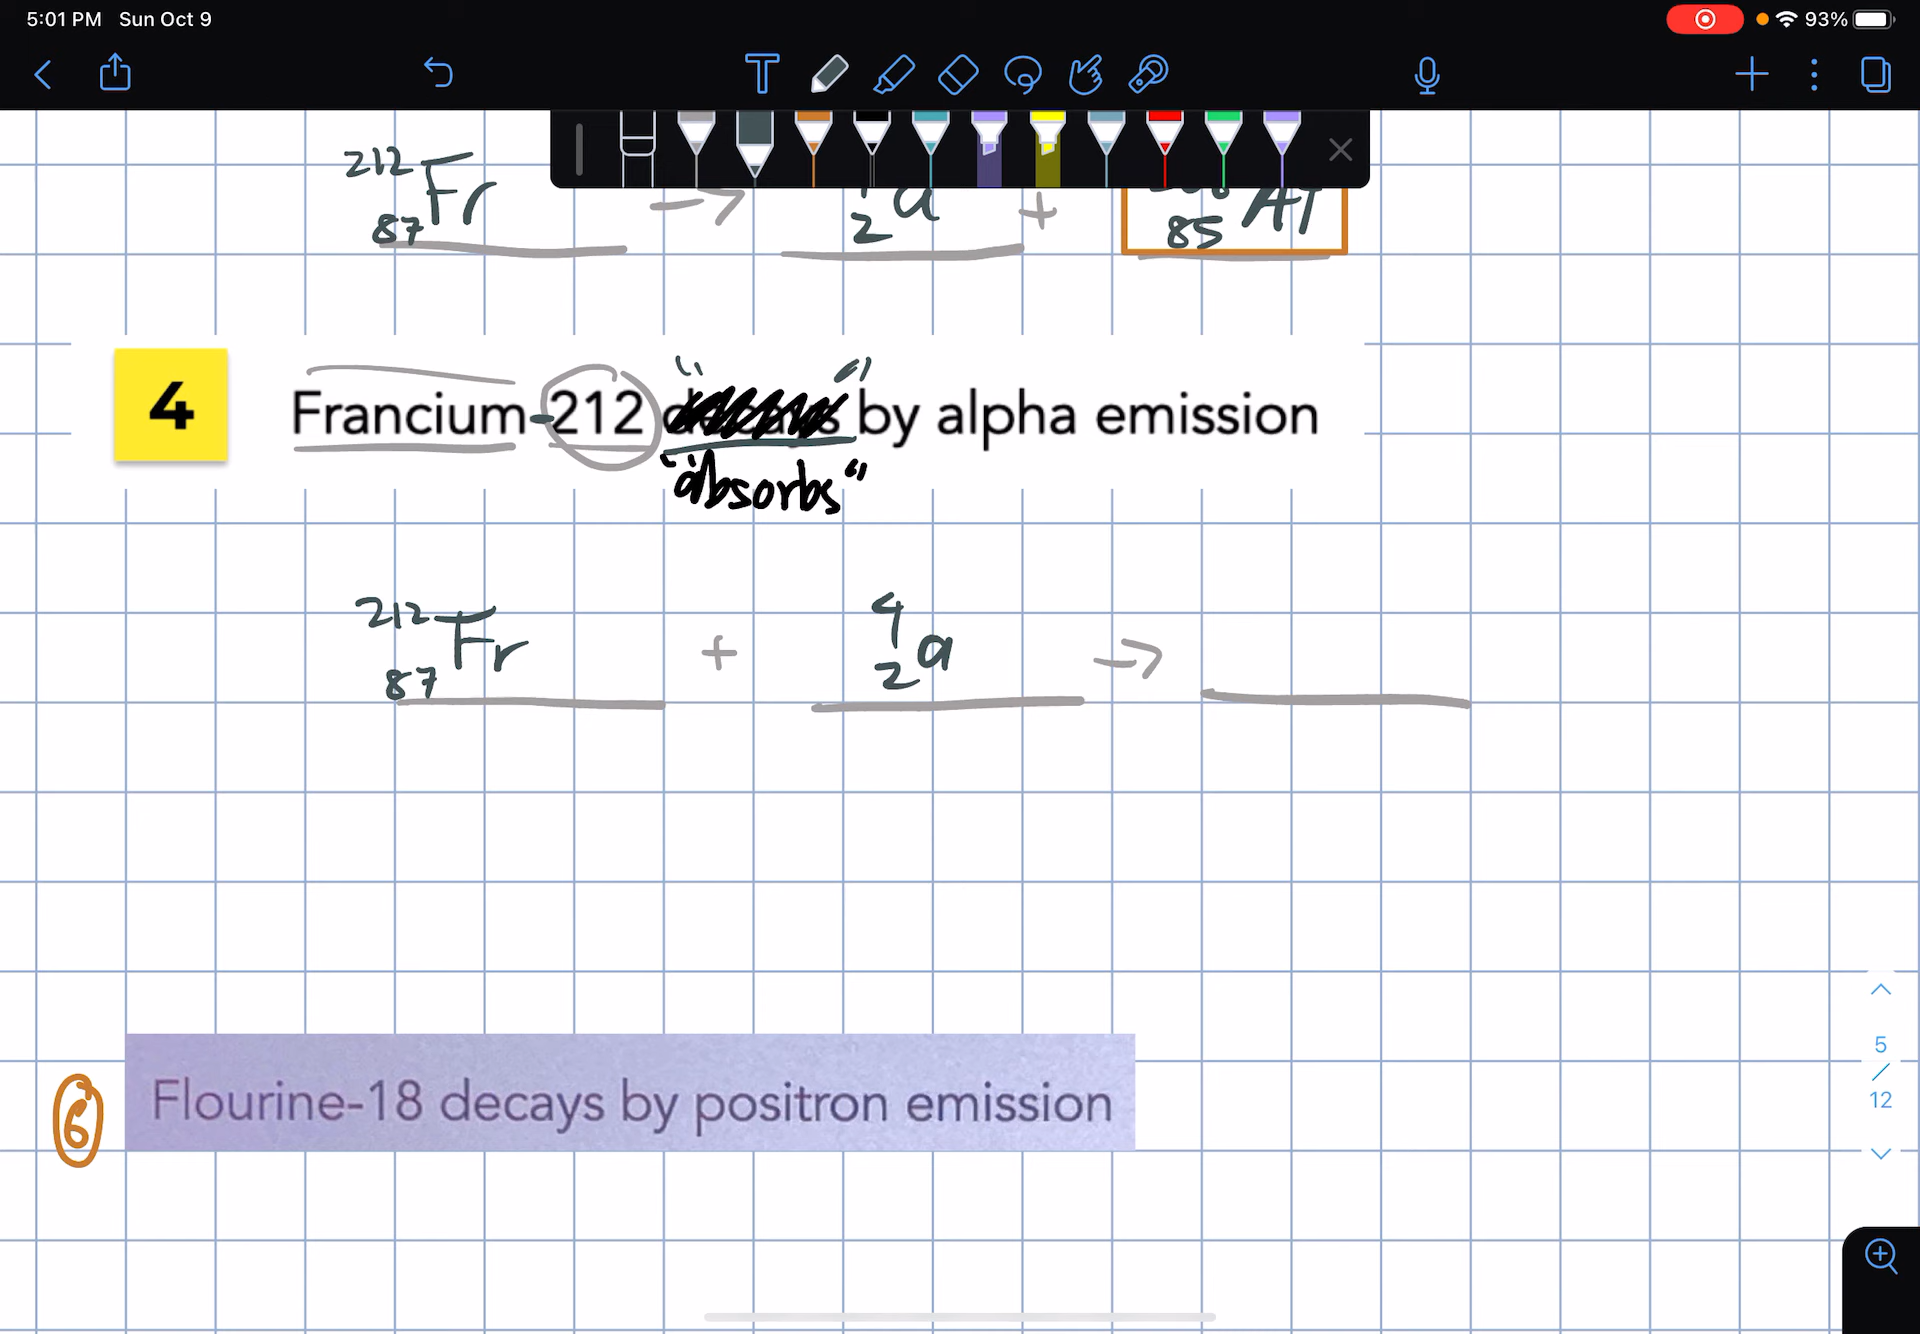 5:01 PM Sun Oct 9
93%
T
212
87 Fr → 2 α + 85 At
4 Francium-212 " " by alpha emission
"absorbs"
212 4
87 Fr + 2 α →
6 Flourine-18 decays by positron emission
5
/
12